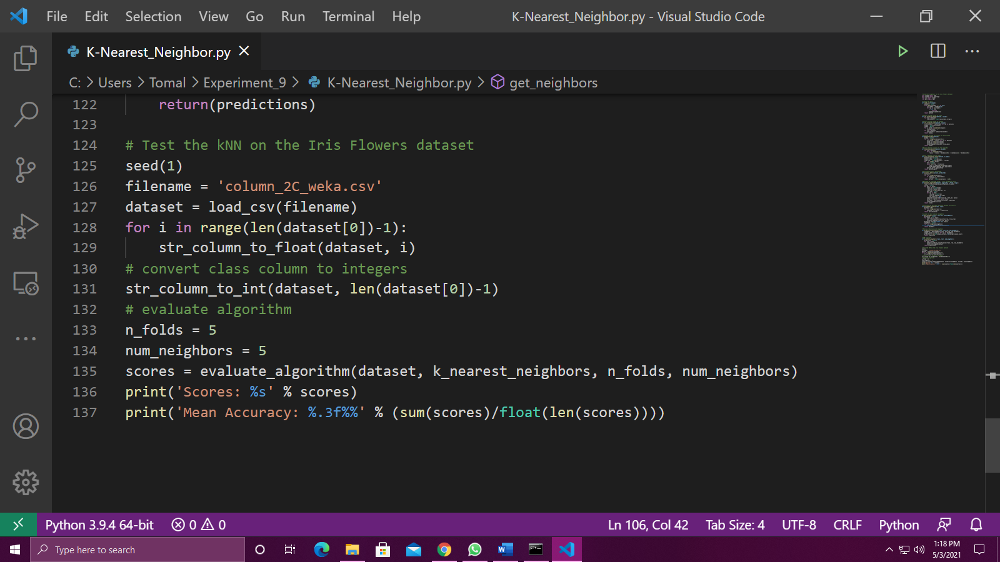 File Edit Selection View Go Run Terminal Help K-Nearest_Neighbor.py - Visual Studio Code
K-Nearest_Neighbor.py
C: > Users > Tomal > Experiment_9 > K-Nearest_Neighbor.py > get_neighbors
122 return(predictions)
123
124 # Test the kNN on the Iris Flowers dataset
125 seed(1)
126 filename = 'column_2C_weka.csv'
127 dataset = load_csv(filename)
128 for i in range(len(dataset[0])-1):
129 str_column_to_float(dataset, i)
130 # convert class column to integers
131 str_column_to_int(dataset, len(dataset[0])-1)
132 # evaluate algorithm
133 n_folds = 5
134 num_neighbors = 5
135 scores = evaluate_algorithm(dataset, k_nearest_neighbors, n_folds, num_neighbors)
136 print('Scores: %s' % scores)
137 print('Mean Accuracy: %.3f%%' % (sum(scores)/float(len(scores))))
Python 3.9.4 64-bit 0 0 Ln 106, Col 42 Tab Size: 4 UTF-8 CRLF Python
Type here to search
1:18 PM
5/3/2021